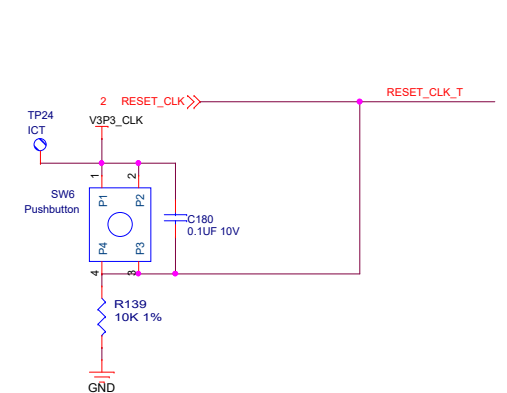 RESET_CLK_T
2 RESET_CLK
TP24
ICT
V3P3_CLK
1
2
SW6
Pushbutton
P1
P2
C180
0.1UF 10V
P4
P3
4
3
R139
10K 1%
GND